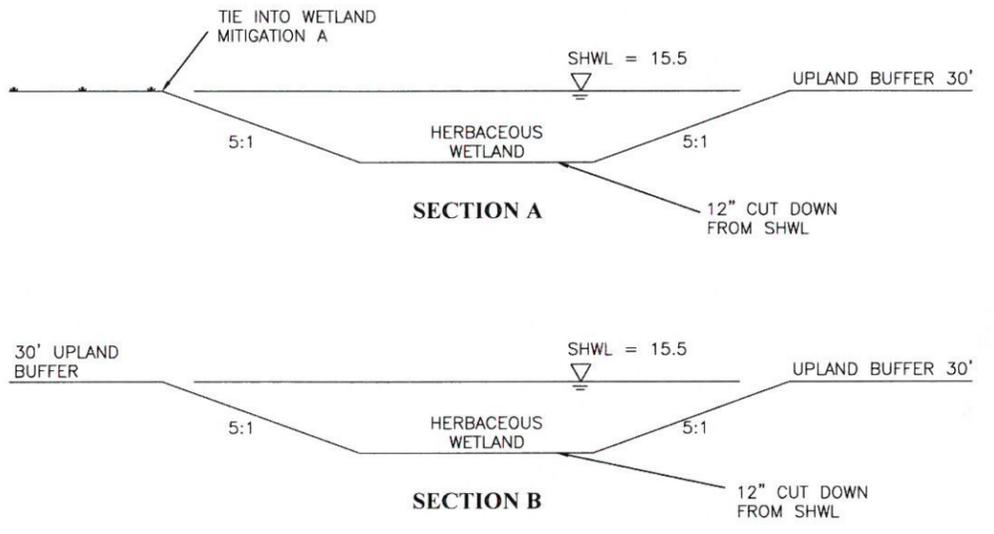 TIE INTO WETLAND
MITIGATION A
SHWL = 15.5
UPLAND BUFFER 30'
5:1
HERBACEOUS
WETLAND
5:1
SECTION A
12" CUT DOWN
FROM SHWL
30' UPLAND
BUFFER
SHWL = 15.5
UPLAND BUFFER 30'
5:1
HERBACEOUS
WETLAND
5:1
SECTION B
12" CUT DOWN
FROM SHWL